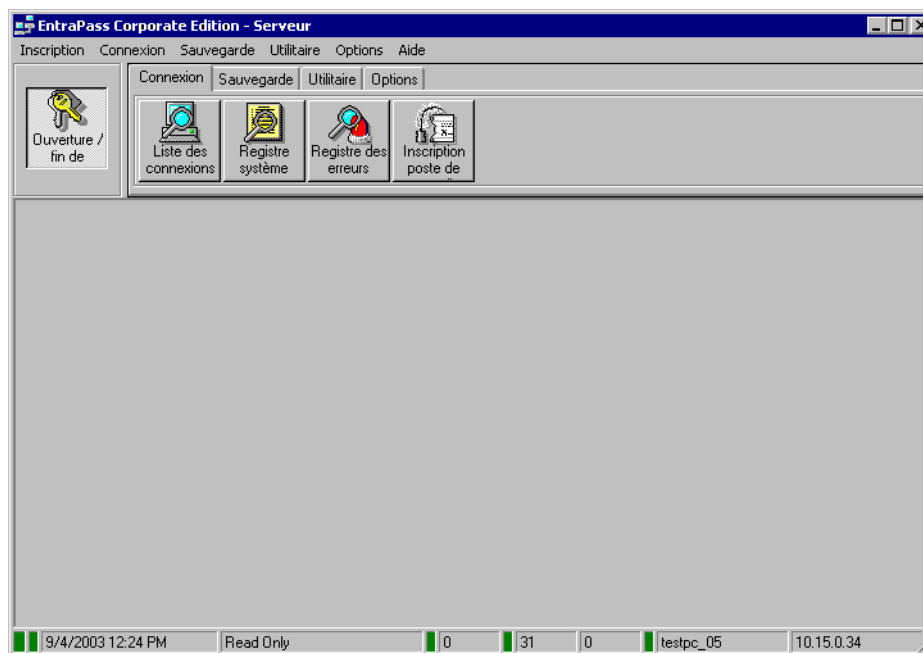 EntraPass Corporate Edition - Serveur
Inscription Connexion Sauvegarde Utilitaire Options Aide
Connexion Sauvegarde Utilitaire Options
Ouverture /
fin de
Liste des
connexions
Registre
système
Registre des
erreurs
Inscription
poste de
9/4/2003 12:24 PM Read Only 0 31 0 testpc_05 10.15.0.34